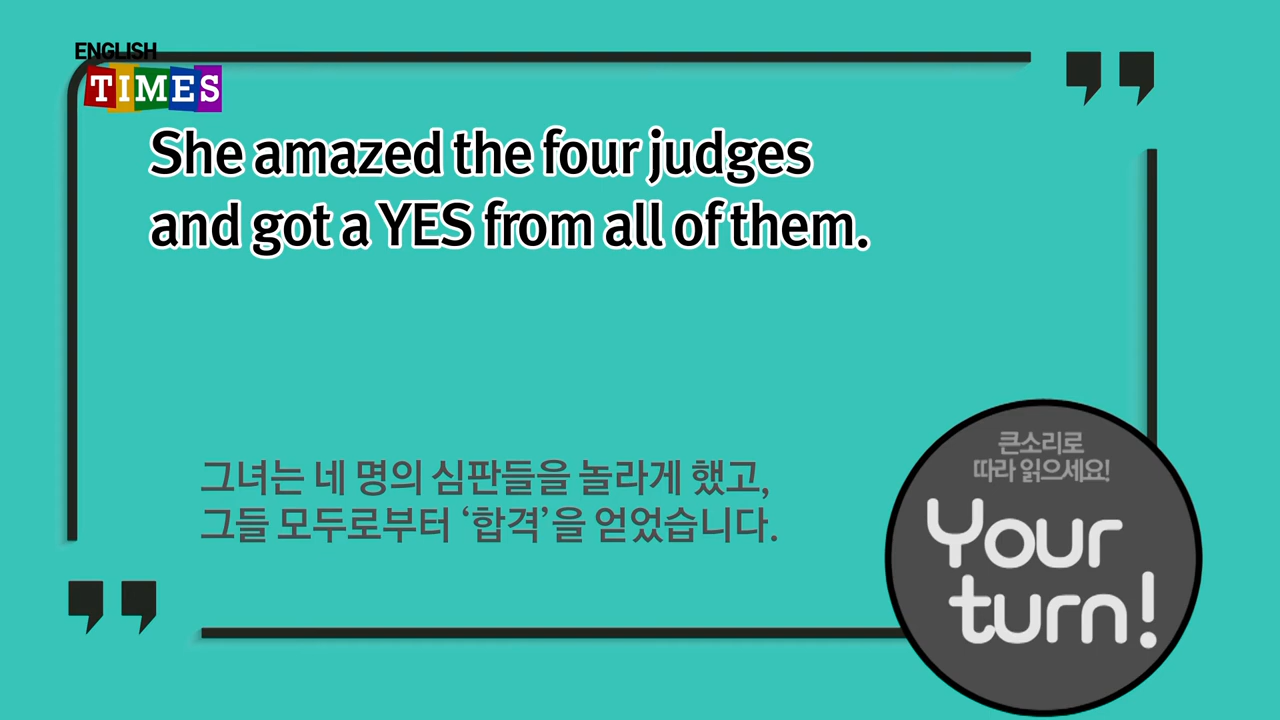 ENGLISH
TIMES
She amazed the four judges
and got a YES from all of them.
그녀는 네 명의 심판들을 놀라게 했고,
그들 모두로부터 ‘합격’을 얻었습니다.
큰소리로
따라 읽으세요!
Your
turn!